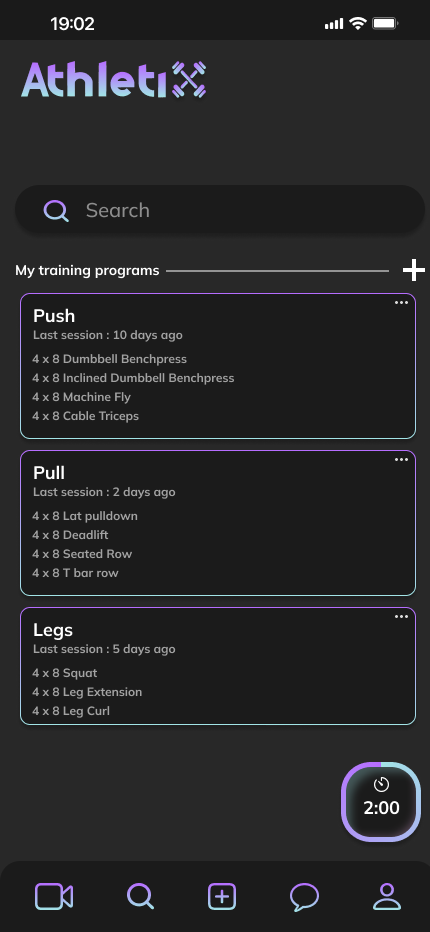 19:02
Athletix
Search
My training programs
Push
Last session : 10 days ago
4 x 8 Dumbbell Benchpress
4 x 8 Inclined Dumbbell Benchpress
4 x 8 Machine Fly
4 x 8 Cable Triceps
Pull
Last session : 2 days ago
4 x 8 Lat pulldown
4 x 8 Deadlift
4 x 8 Seated Row
4 x 8 T bar row
Legs
Last session : 5 days ago
4 x 8 Squat
4 x 8 Leg Extension
4 x 8 Leg Curl
2:00